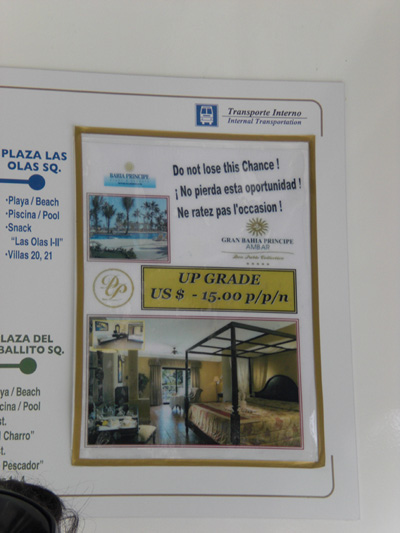 Transporte Interno
Internal Transportation
PLAZA LAS
OLAS SQ.
•Playa / Beach
•Piscina / Pool
•Snack
"Las Olas I-II"
•Villas 20, 21
LAZA DEL
BALLITO SQ.
ya / Beach
cina / Pool
st.
l Charro"
st.
Pescador"
BAHIA PRINCIPE
Do not lose this Chance !
¡ No pierda esta oportunidad !
Ne ratez pas l'occasion !
GRAN BAHIA PRINCIPE
AMBAR
UP GRADE
US $ - 15.00 p/p/n